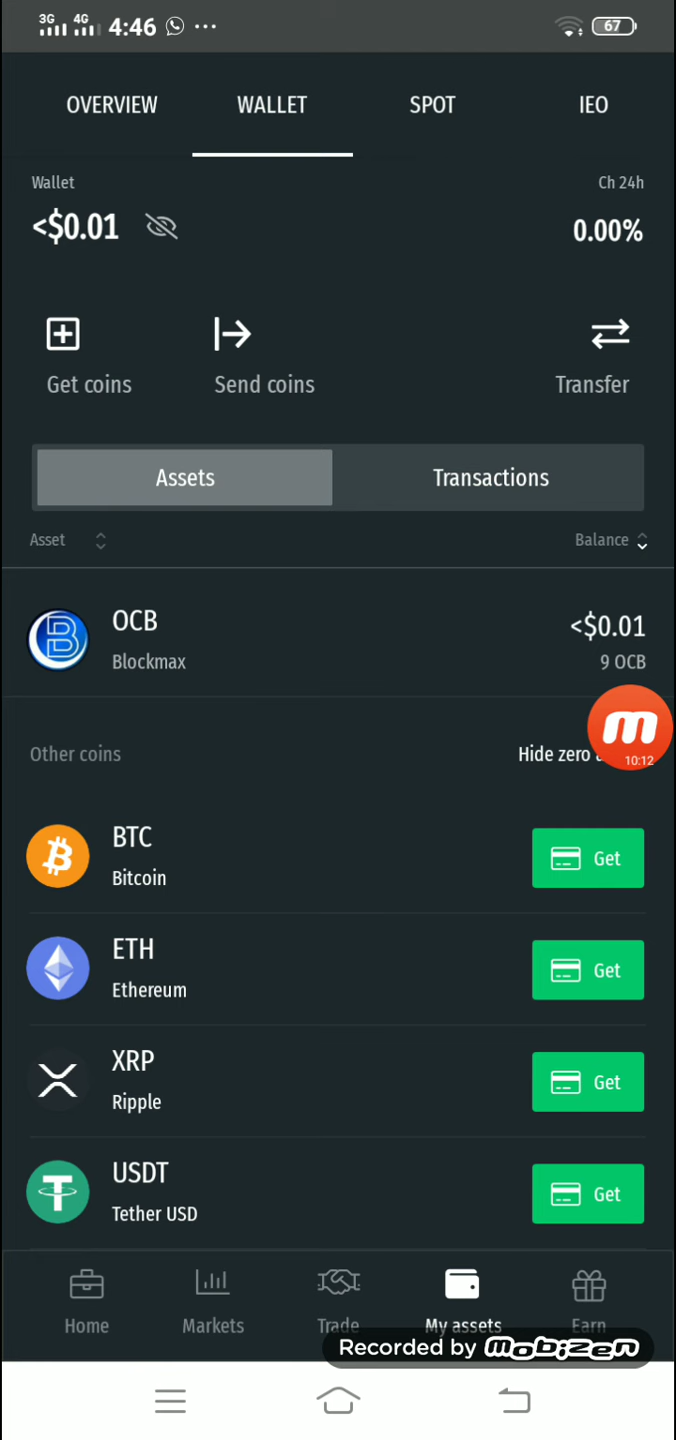 3G 4G 4:46 67
OVERVIEW WALLET SPOT IEO
Wallet Ch 24h
<$0.01 0.00%
Get coins Send coins Transfer
Assets Transactions
Asset Balance
OCB <$0.01
Blockmax 9 OCB
Other coins Hide zero
10:12
BTC
Bitcoin Get
ETH
Ethereum Get
XRP
Ripple Get
USDT
Tether USD Get
Home Markets Trade My assets Earn
Recorded by mobizen